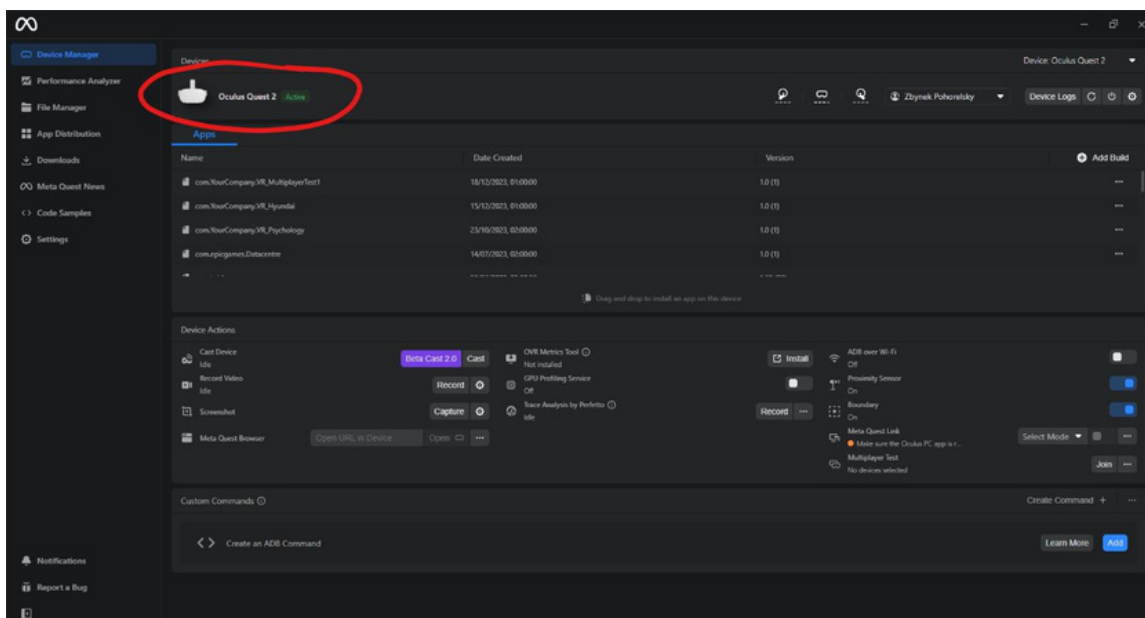 Device Manager
Performance Analyzer
File Manager
App Distribution
Downloads
Meta Quest News
Code Samples
Settings
Notifications
Report a Bug
Devices
Device: Oculus Quest 2
Oculus Quest 2 Active
Zbynek Pohorelsky
Device Logs
Apps
Name Date Created Version Add Build
com.YourCompany.VR_MultiplayerTest1 18/12/2023, 01:00:00 1.0 (1)
com.YourCompany.VR_Hyundai 15/12/2023, 01:00:00 1.0 (1)
com.YourCompany.VR_Psychology 23/10/2023, 02:00:00 1.0 (1)
com.epicgames.Datacentre 14/07/2023, 02:00:00 1.0 (1)
Drag and drop to install an app on this device
Device Actions
Cast Device
Idle
Beta Cast 2.0 Cast
Record Video
Idle
Record
Screenshot
Capture
Meta Quest Browser
Open URL in Device
Open
OVR Metrics Tool
Not installed
Install
GPU Profiling Service
Off
Trace Analysis by Perfetto
Idle
Record
ADB over Wi-Fi
Off
Proximity Sensor
On
Boundary
On
Meta Quest Link
Make sure the Oculus PC app is r...
Select Mode
Multiplayer Test
No devices selected
Join
Custom Commands
Create Command +
Create an ADB Command
Learn More
Add